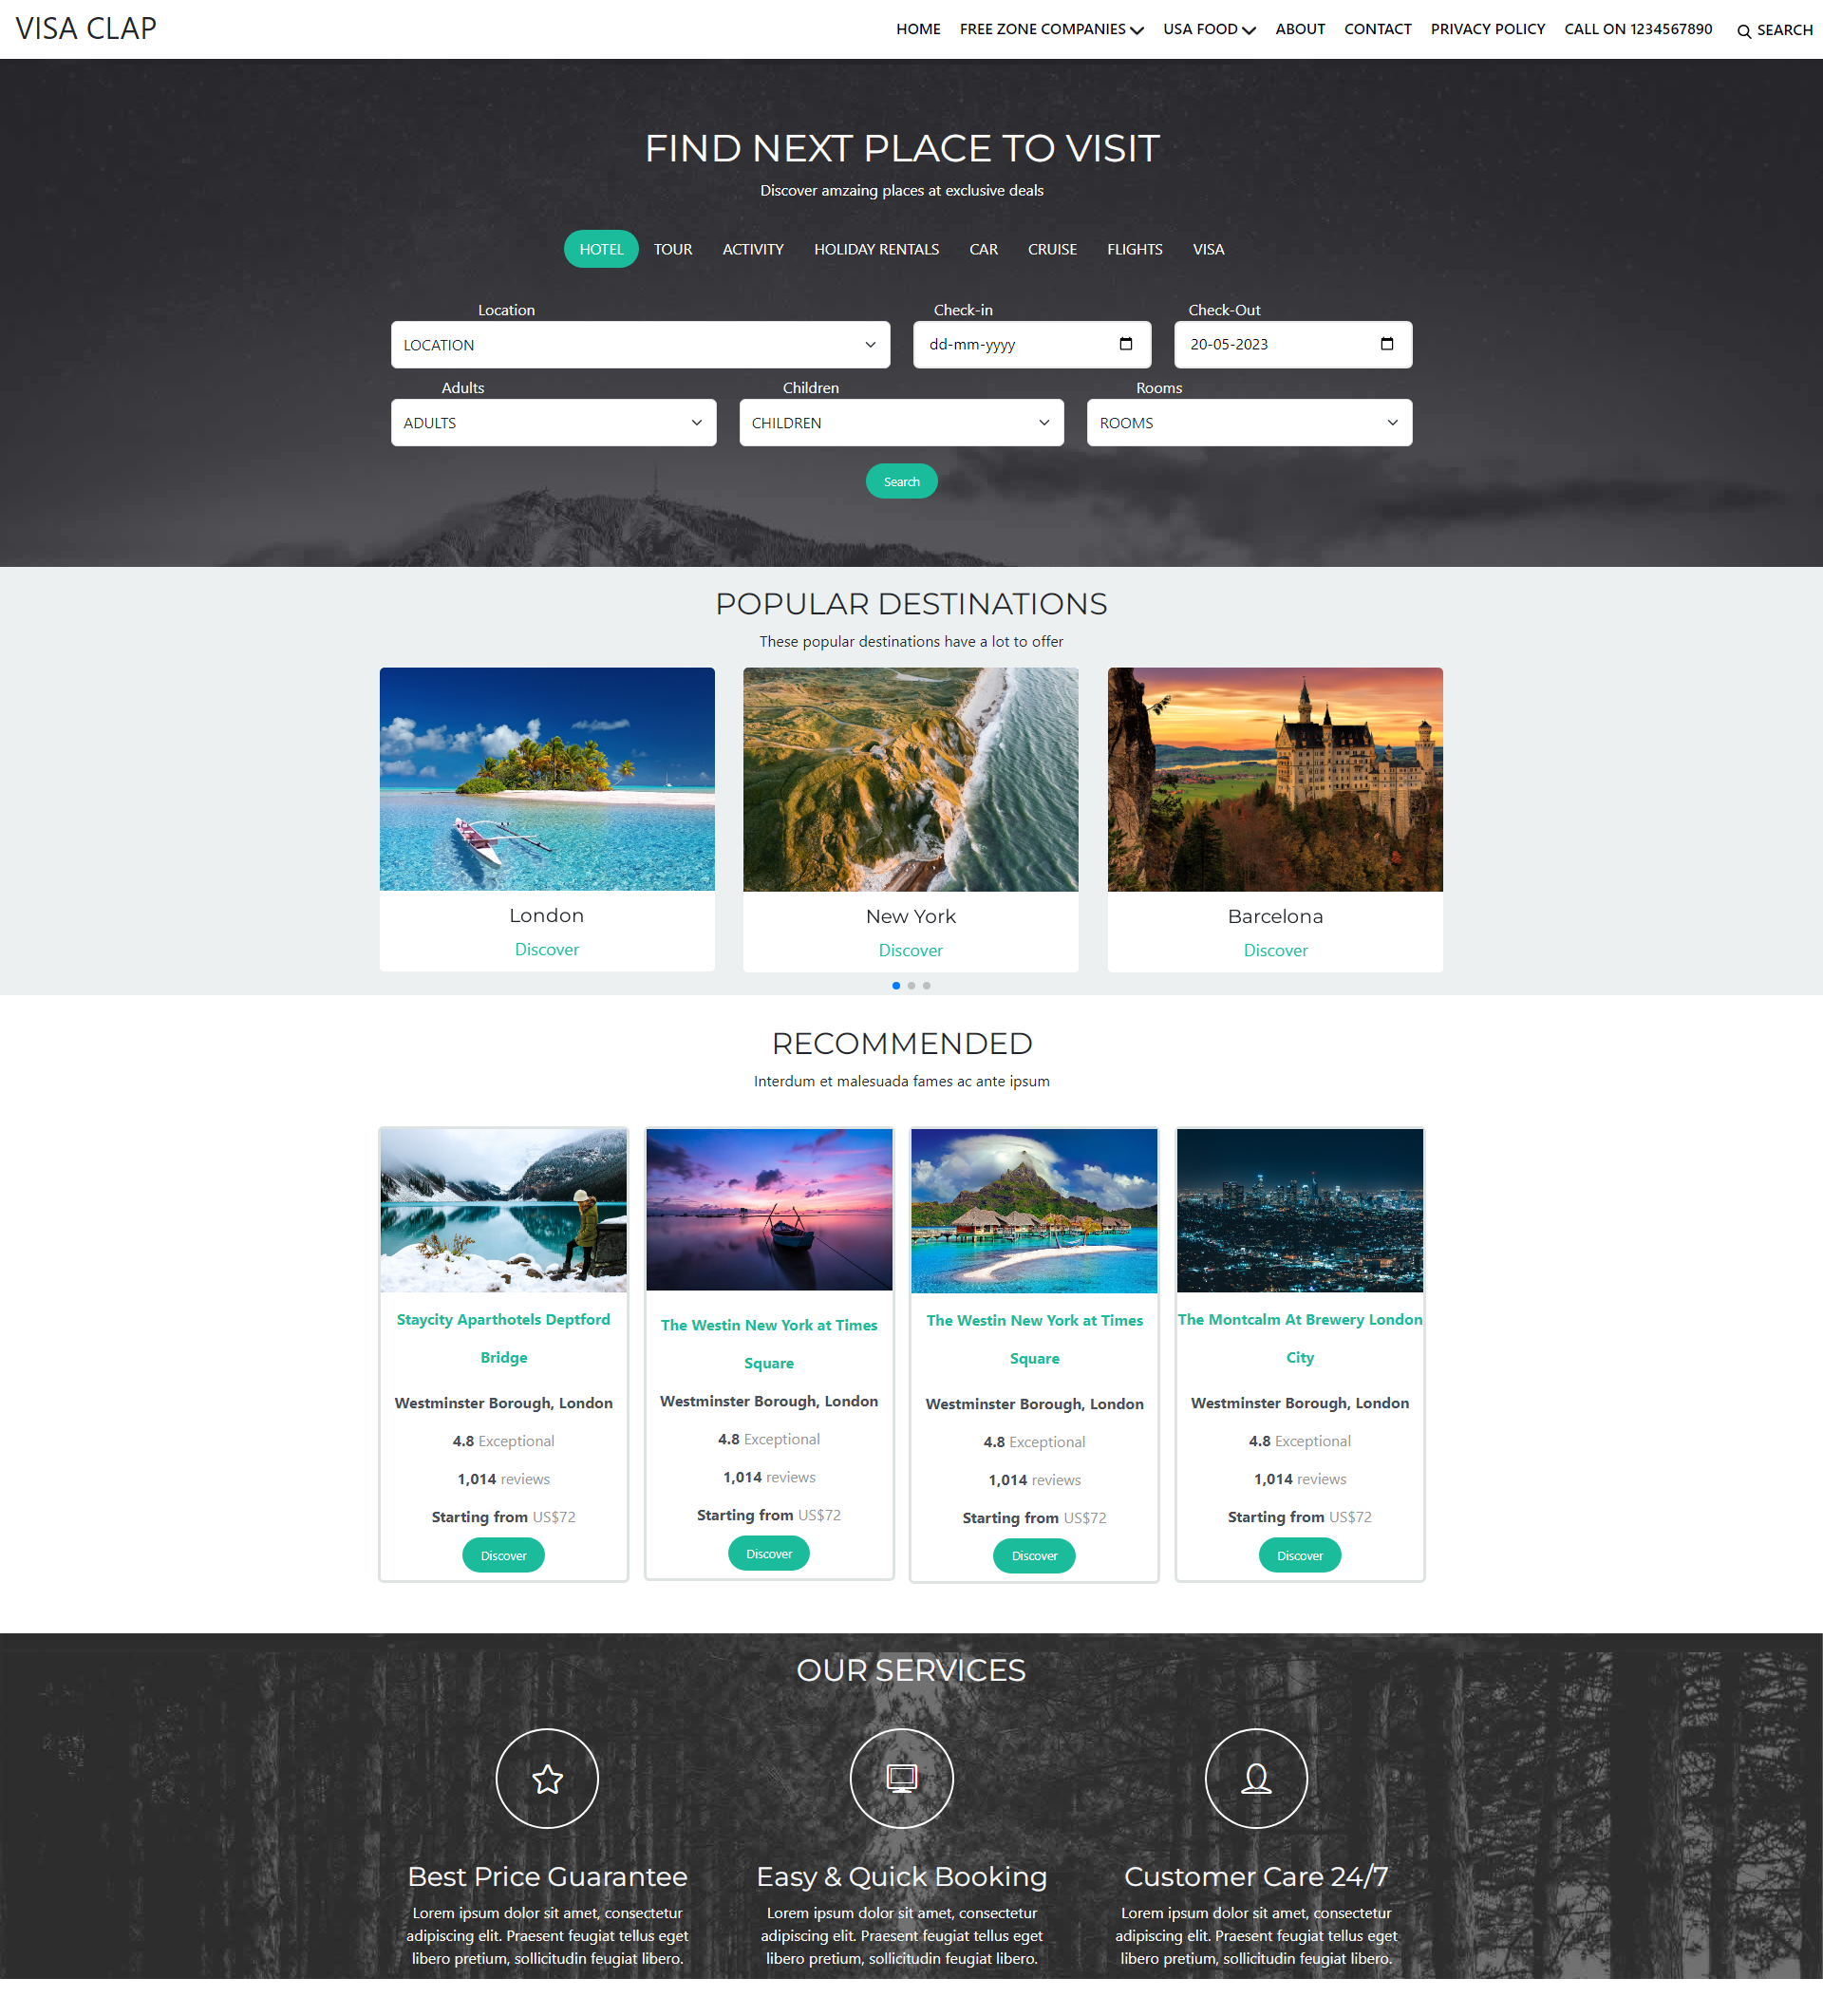 VISA CLAP
HOME FREE ZONE COMPANIES USA FOOD ABOUT CONTACT PRIVACY POLICY CALL ON 1234567890 SEARCH
FIND NEXT PLACE TO VISIT
Discover amzaing places at exclusive deals
HOTEL TOUR ACTIVITY HOLIDAY RENTALS CAR CRUISE FLIGHTS VISA
Location Check-in Check-Out
LOCATION dd-mm-yyyy 20-05-2023
Adults Children Rooms
ADULTS CHILDREN ROOMS
Search
POPULAR DESTINATIONS
These popular destinations have a lot to offer
London
Discover
New York
Discover
Barcelona
Discover
RECOMMENDED
Interdum et malesuada fames ac ante ipsum
Staycity Aparthotels Deptford
Bridge
Westminster Borough, London
4.8 Exceptional
1,014 reviews
Starting from US$72
Discover
The Westin New York at Times
Square
Westminster Borough, London
4.8 Exceptional
1,014 reviews
Starting from US$72
Discover
The Westin New York at Times
Square
Westminster Borough, London
4.8 Exceptional
1,014 reviews
Starting from US$72
Discover
The Montcalm At Brewery London
City
Westminster Borough, London
4.8 Exceptional
1,014 reviews
Starting from US$72
Discover
OUR SERVICES
Best Price Guarantee
Lorem ipsum dolor sit amet, consectetur
adipiscing elit. Praesent feugiat tellus eget
libero pretium, sollicitudin feugiat libero.
Easy & Quick Booking
Lorem ipsum dolor sit amet, consectetur
adipiscing elit. Praesent feugiat tellus eget
libero pretium, sollicitudin feugiat libero.
Customer Care 24/7
Lorem ipsum dolor sit amet, consectetur
adipiscing elit. Praesent feugiat tellus eget
libero pretium, sollicitudin feugiat libero.